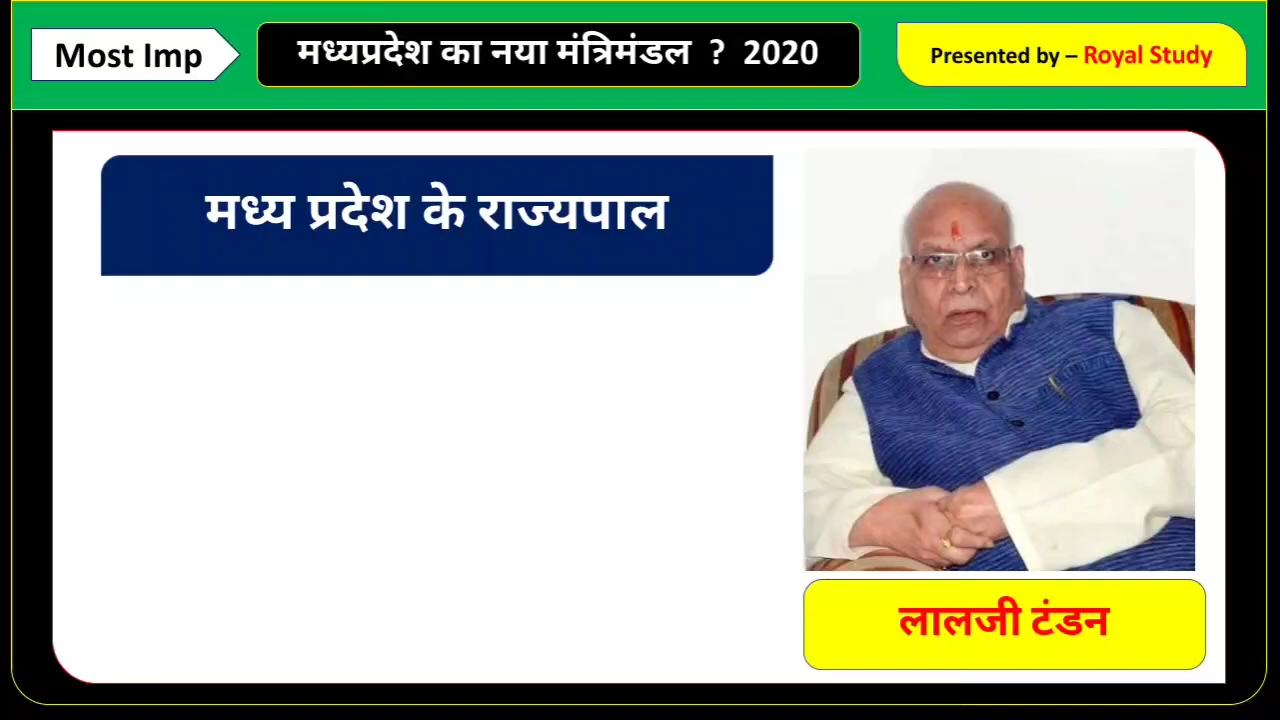 Most Imp
मध्यप्रदेश का नया मंत्रिमंडल ? 2020
Presented by – Royal Study
मध्य प्रदेश के राज्यपाल
लालजी टंडन